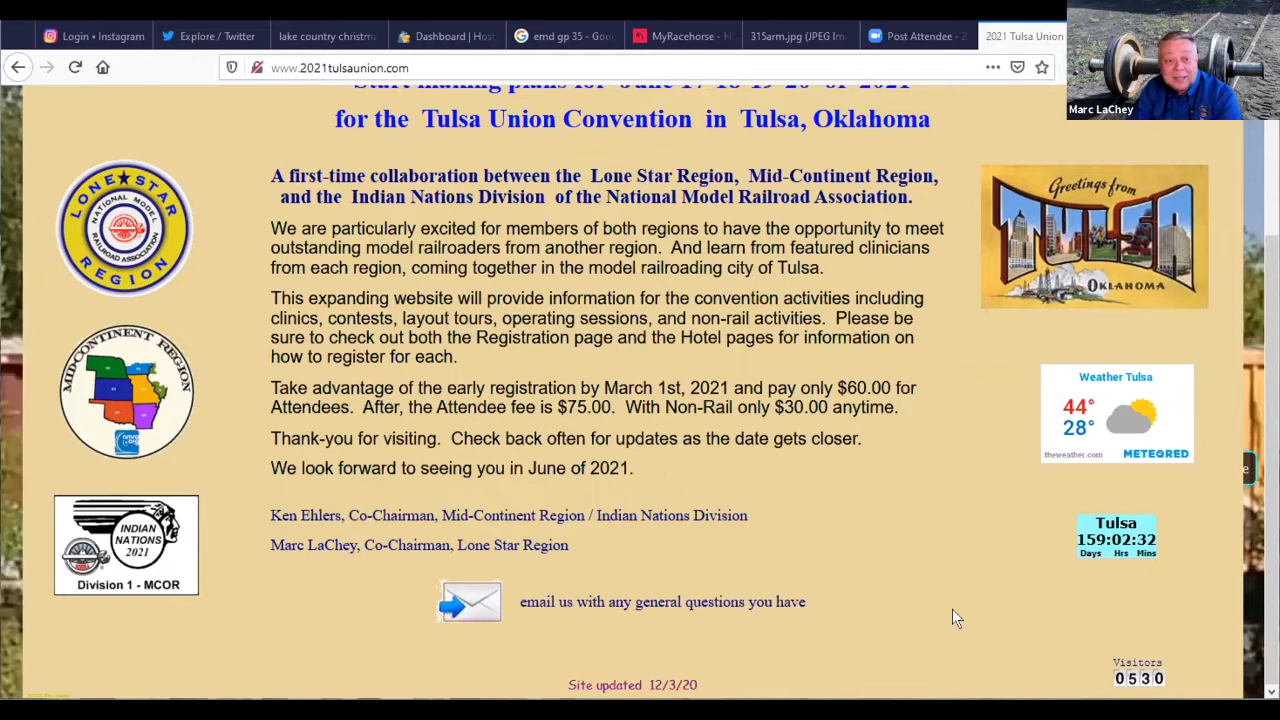 Login • Instagram
Explore / Twitter
lake country christm
Dashboard | Hos
emd gp 35 - Goo
MyRacehorse - H
315arm.jpg (JPEG Im
Post Attendee - Z
2021 Tulsa Union
www.2021tulsaunion.com
Marc LaChey
Start making plans for June 17-18-19-20 of 2021
for the Tulsa Union Convention in Tulsa, Oklahoma
LONE STAR REGION
NATIONAL MODEL RAILROAD ASSOCIATION
A first-time collaboration between the Lone Star Region, Mid-Continent Region,
and the Indian Nations Division of the National Model Railroad Association.
We are particularly excited for members of both regions to have the opportunity to meet
outstanding model railroaders from another region. And learn from featured clinicians
from each region, coming together in the model railroading city of Tulsa.
This expanding website will provide information for the convention activities including
clinics, contests, layout tours, operating sessions, and non-rail activities. Please be
sure to check out both the Registration page and the Hotel pages for information on
how to register for each.
Take advantage of the early registration by March 1st, 2021 and pay only $60.00 for
Attendees. After, the Attendee fee is $75.00. With Non-Rail only $30.00 anytime.
Thank-you for visiting. Check back often for updates as the date gets closer.
We look forward to seeing you in June of 2021.
Greetings from
TULSA
OKLAHOMA
MID-CONTINENT REGION
Weather Tulsa
44°
28°
theweather.com METEORED
INDIAN
NATIONS
2021
Division 1 - MCOR
Ken Ehlers, Co-Chairman, Mid-Continent Region / Indian Nations Division
Marc LaChey, Co-Chairman, Lone Star Region
Tulsa
159:02:32
Days Hrs Mins
email us with any general questions you have
Visitors
0530
Site updated 12/3/20